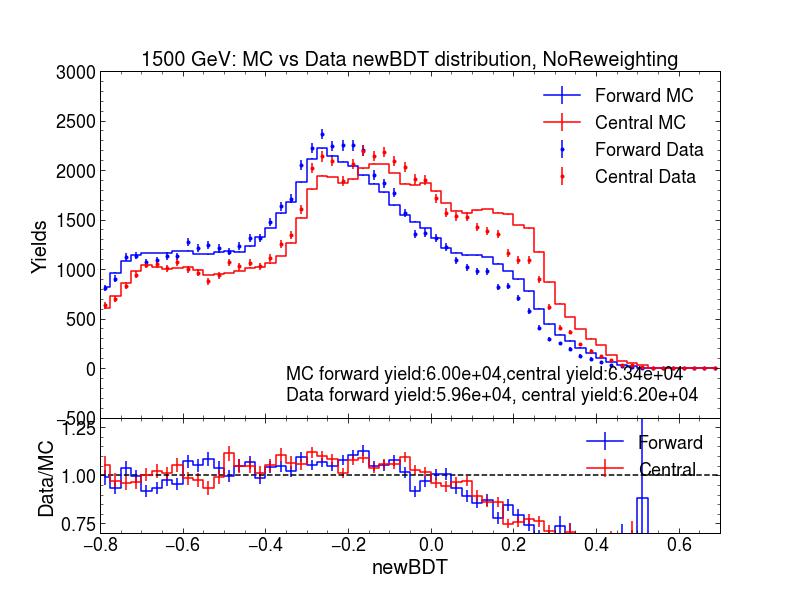 1500 GeV: MC vs Data newBDT distribution, NoReweighting
3000
2500
2000
1500
1000
500
0
−500
Yields
Forward MC
Central MC
Forward Data
Central Data
MC forward yield:6.00e+04,central yield:6.34e+04
Data forward yield:5.96e+04, central yield:6.20e+04
1.25
1.00
0.75
Data/MC
Forward
Central
−0.8 −0.6 −0.4 −0.2 0.0 0.2 0.4 0.6
newBDT